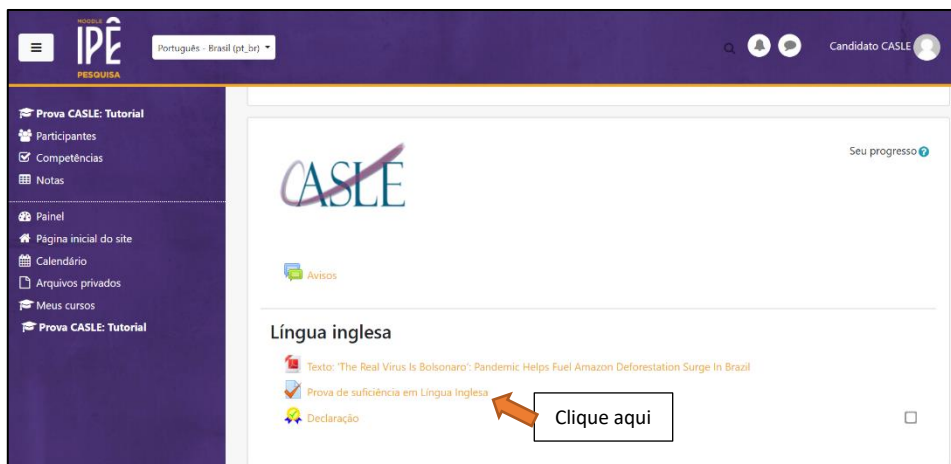 MOODLE
IPÊ
PESQUISA
Português - Brasil (pt_br)
Candidato CASLE
Prova CASLE: Tutorial
Participantes
Competências
Notas
Painel
Página inicial do site
Calendário
Arquivos privados
Meus cursos
Prova CASLE: Tutorial
Seu progresso
CASLE
Avisos
Língua inglesa
Texto: 'The Real Virus Is Bolsonaro': Pandemic Helps Fuel Amazon Deforestation Surge In Brazil
Prova de suficiência em Língua Inglesa
Declaração
Clique aqui